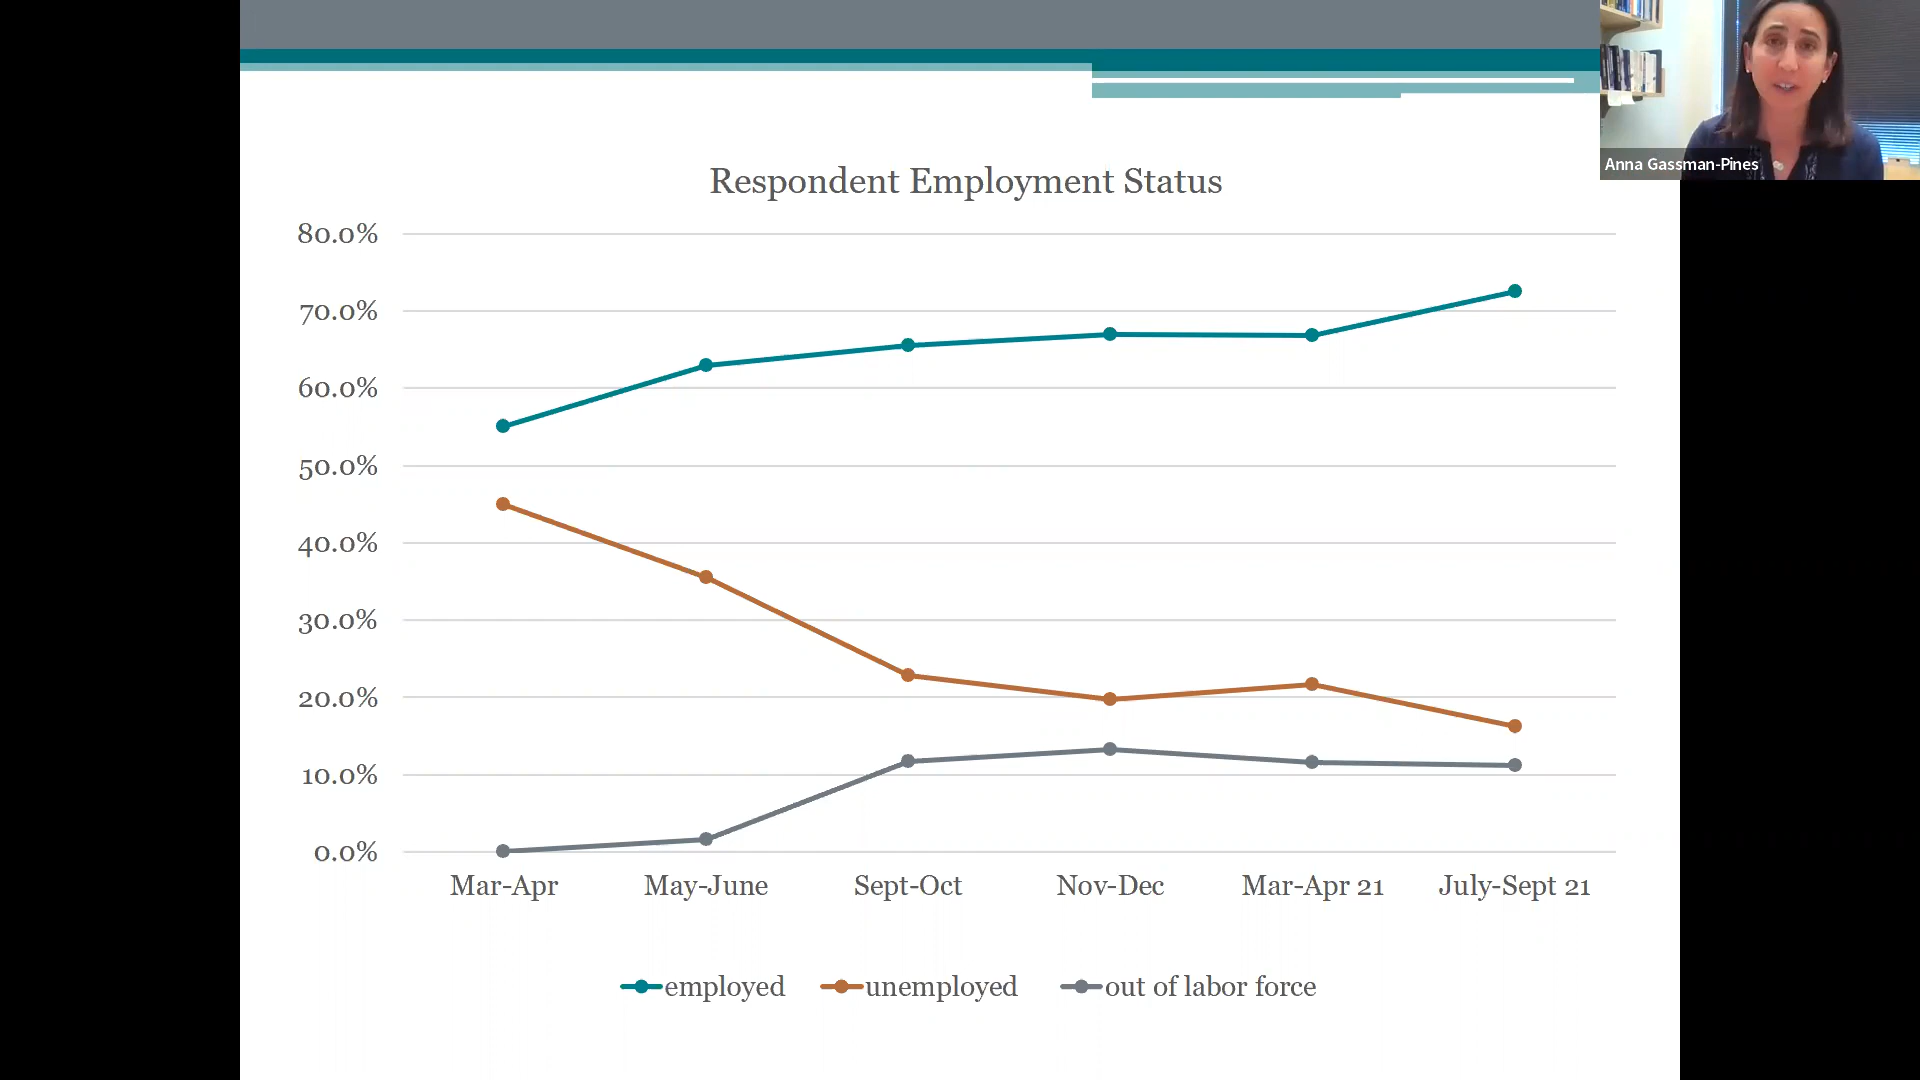 Anna Gassman-Pines
Respondent Employment Status
80.0%
70.0%
60.0%
50.0%
40.0%
30.0%
20.0%
10.0%
0.0%
Mar-Apr May-June Sept-Oct Nov-Dec Mar-Apr 21 July-Sept 21
employed unemployed out of labor force